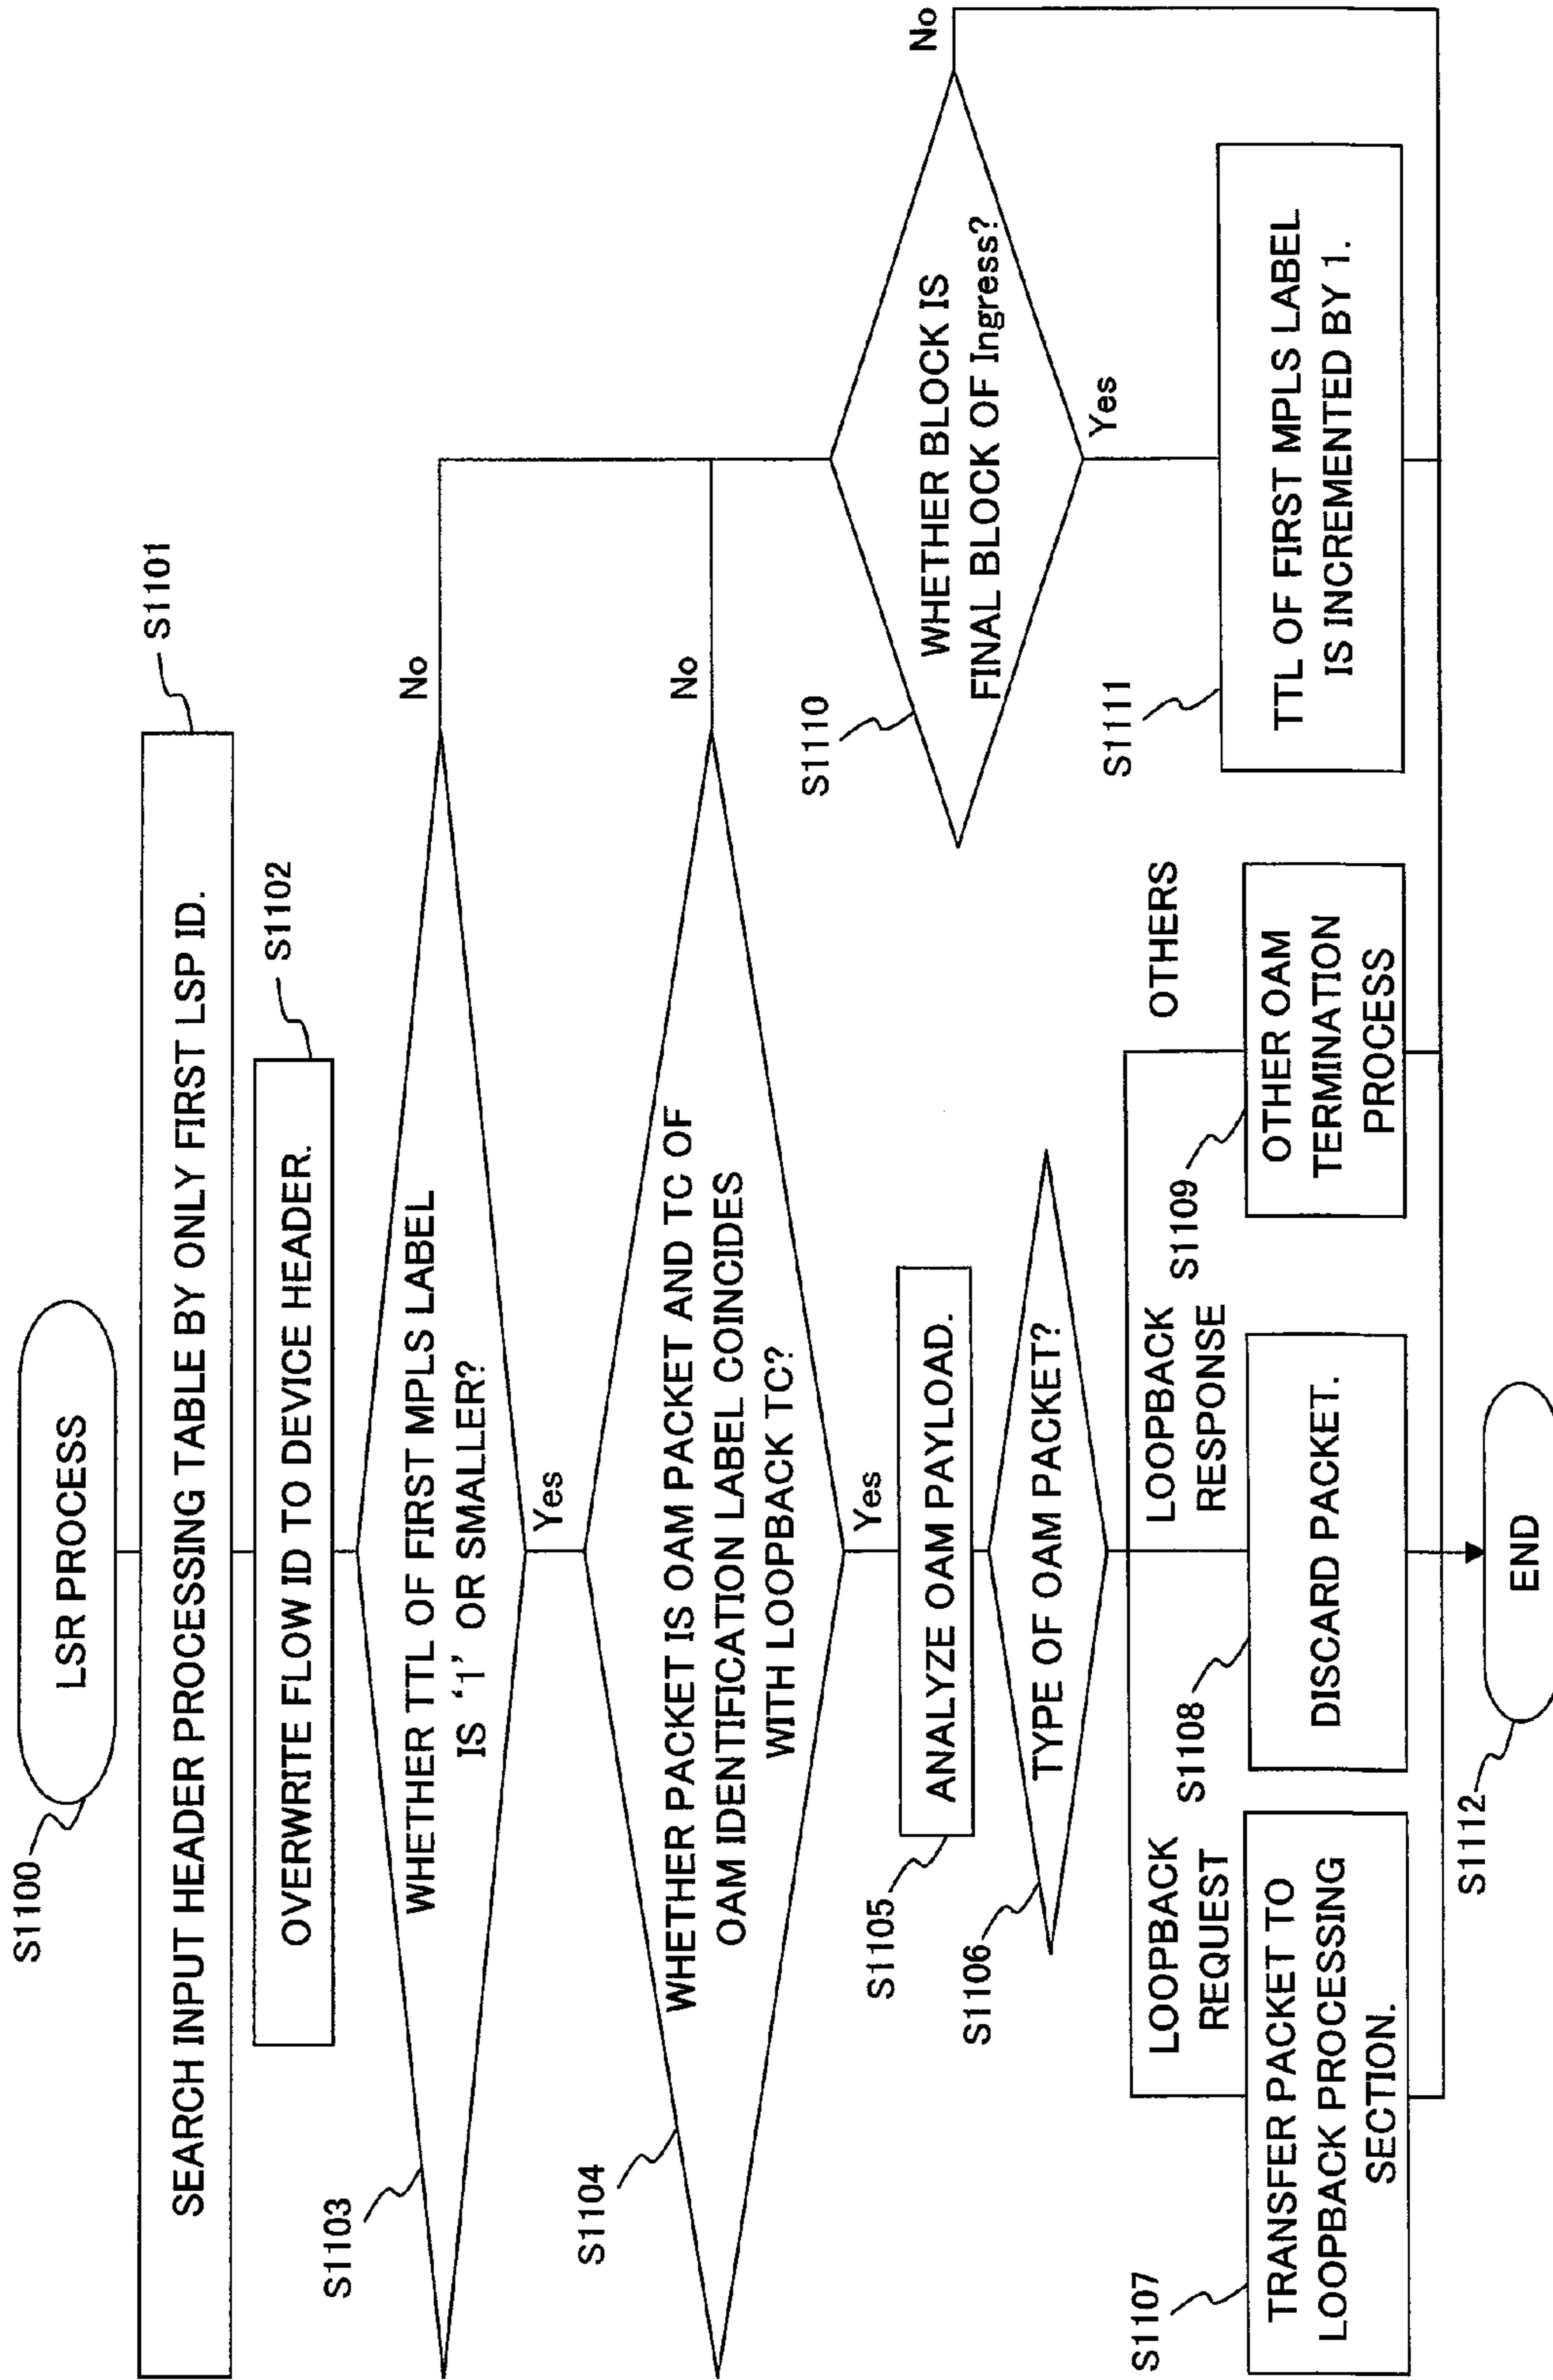 S1100
LSR PROCESS
S1101
SEARCH INPUT HEADER PROCESSING TABLE BY ONLY FIRST LSP ID.
S1102
OVERWRITE FLOW ID TO DEVICE HEADER.
S1103
WHETHER TTL OF FIRST MPLS LABEL
IS '1' OR SMALLER?
No
Yes
S1104
WHETHER PACKET IS OAM PACKET AND TC OF
OAM IDENTIFICATION LABEL COINCIDES
WITH LOOPBACK TC?
No
Yes
S1105
ANALYZE OAM PAYLOAD.
S1106
TYPE OF OAM PACKET?
LOOPBACK
REQUEST
LOOPBACK
RESPONSE
OTHERS
S1107
TRANSFER PACKET TO
LOOPBACK PROCESSING
SECTION.
S1108
DISCARD PACKET.
S1109
OTHER OAM
TERMINATION
PROCESS
S1110
WHETHER BLOCK IS
FINAL BLOCK OF Ingress?
No
Yes
S1111
TTL OF FIRST MPLS LABEL
IS INCREMENTED BY 1.
S1112
END